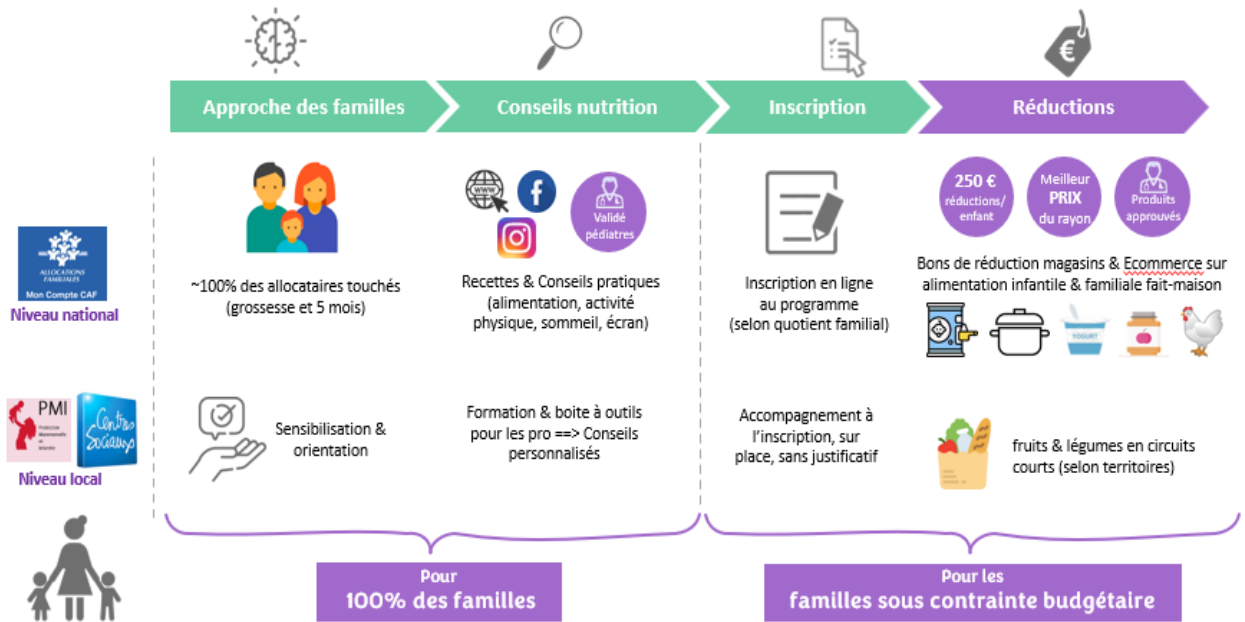 Approche des familles
Conseils nutrition
Inscription
Réductions
€
ALLOCATIONS
FAMILIALES
Mon Compte CAF
Niveau national
~100% des allocataires touchés
(grossesse et 5 mois)
www
f
Validé
pédiatres
Recettes & Conseils pratiques
(alimentation, activité
physique, sommeil, écran)
Inscription en ligne
au programme
(selon quotient familial)
250 €
réductions/
enfant
Meilleur
PRIX
du rayon
Produits
approuvés
Bons de réduction magasins & Ecommerce sur
alimentation infantile & familiale fait-maison
YOGURT
PMI
Protection
Maternelle
et
Infantile
Centres
Sociaux
Niveau local
Sensibilisation &
orientation
Formation & boite à outils
pour les pro ==> Conseils
personnalisés
Accompagnement à
l’inscription, sur
place, sans justificatif
fruits & légumes en circuits
courts (selon territoires)
Pour
100% des familles
Pour les
familles sous contrainte budgétaire